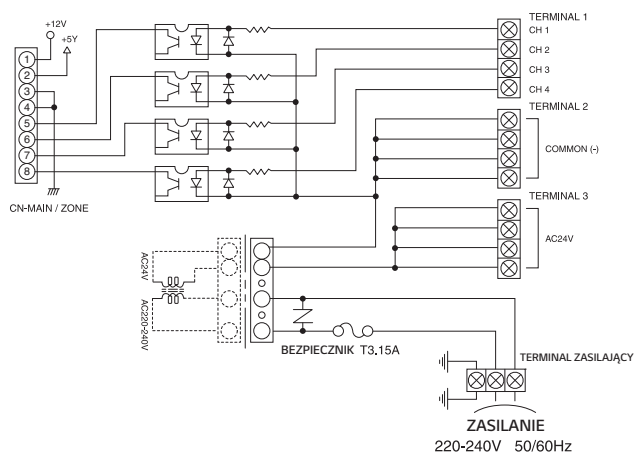 +12V
+5Y
1
2
3
4
5
6
7
8
CN-MAIN / ZONE
TERMINAL 1
CH 1
CH 2
CH 3
CH 4
TERMINAL 2
COMMON (-)
TERMINAL 3
AC24V
AC24V
AC220-240V
BEZPIECZNIK T3.15A
TERMINAL ZASILAJĄCY
ZASILANIE
220-240V 50/60Hz